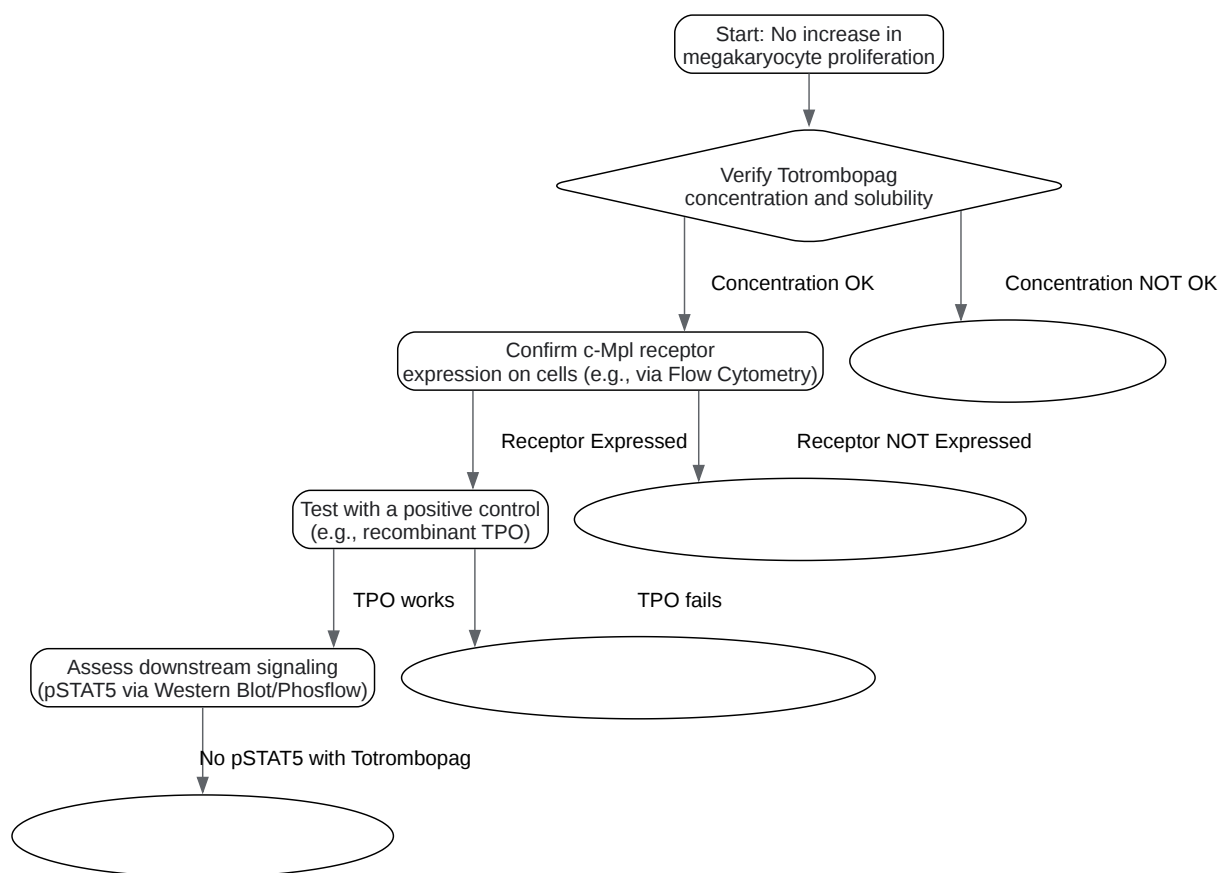 Start: No increase in
megakaryocyte proliferation
Verify Totrombopag
concentration and solubility
Concentration OK
Concentration NOT OK
Confirm c-Mpl receptor
expression on cells (e.g., via Flow Cytometry)
Receptor Expressed
Receptor NOT Expressed
Test with a positive control
(e.g., recombinant TPO)
TPO works
TPO fails
Assess downstream signaling
(pSTAT5 via Western Blot/Phosflow)
No pSTAT5 with Totrombopag